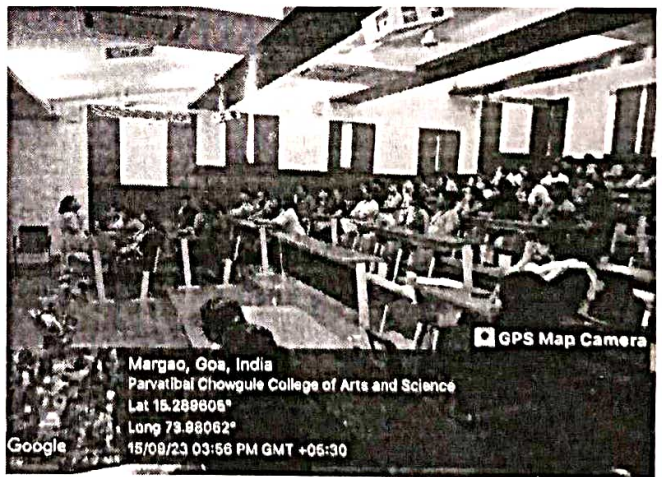 GPS Map Camera
Margao, Goa, India
Parvatibai Chowgule College of Arts and Science
Lat 15.289605°
Long 73.98062°
15/09/23 03:56 PM GMT +05:30
Google